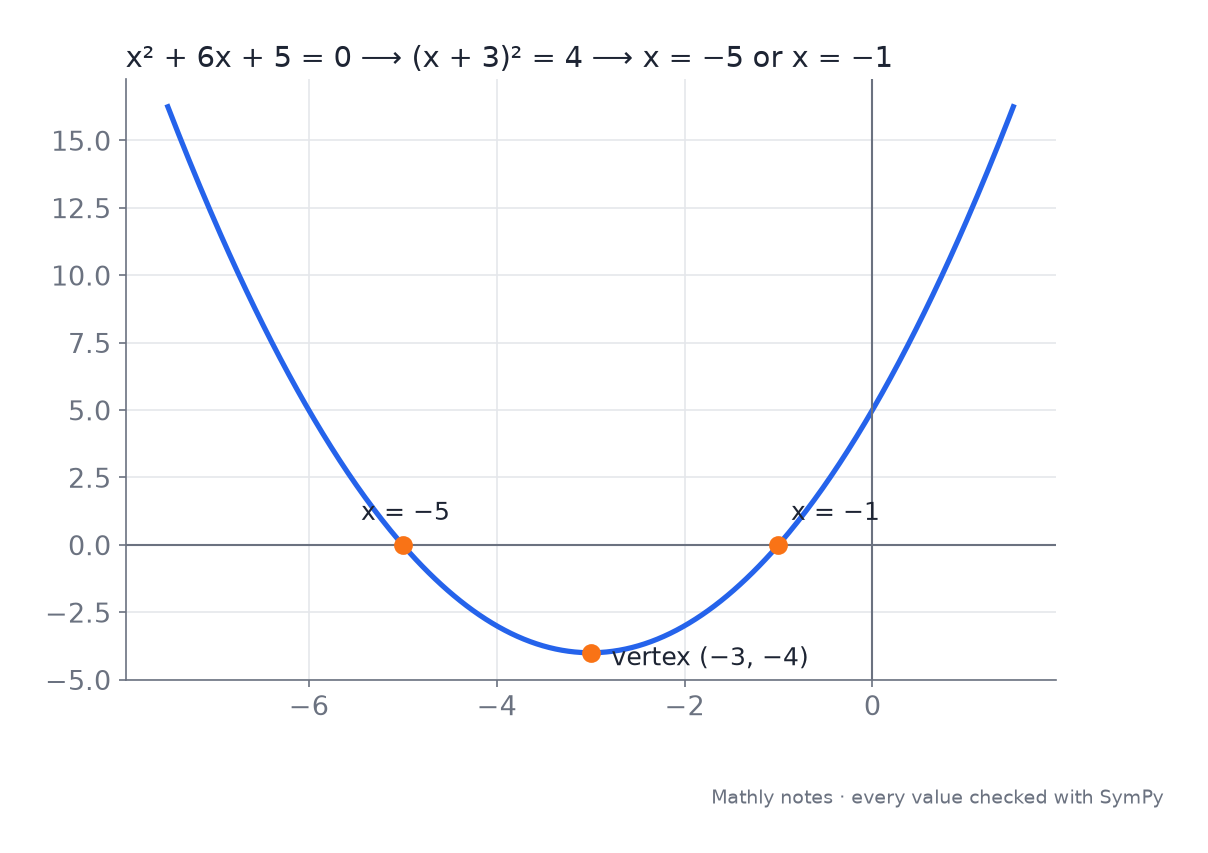 x² + 6x + 5 = 0 ⟶ (x + 3)² = 4 ⟶ x = −5 or x = −1
15.0
12.5
10.0
7.5
5.0
2.5
x = −5
x = −1
0.0
−2.5
vertex (−3, −4)
−5.0
−6
−4
−2
0
Mathly notes · every value checked with SymPy